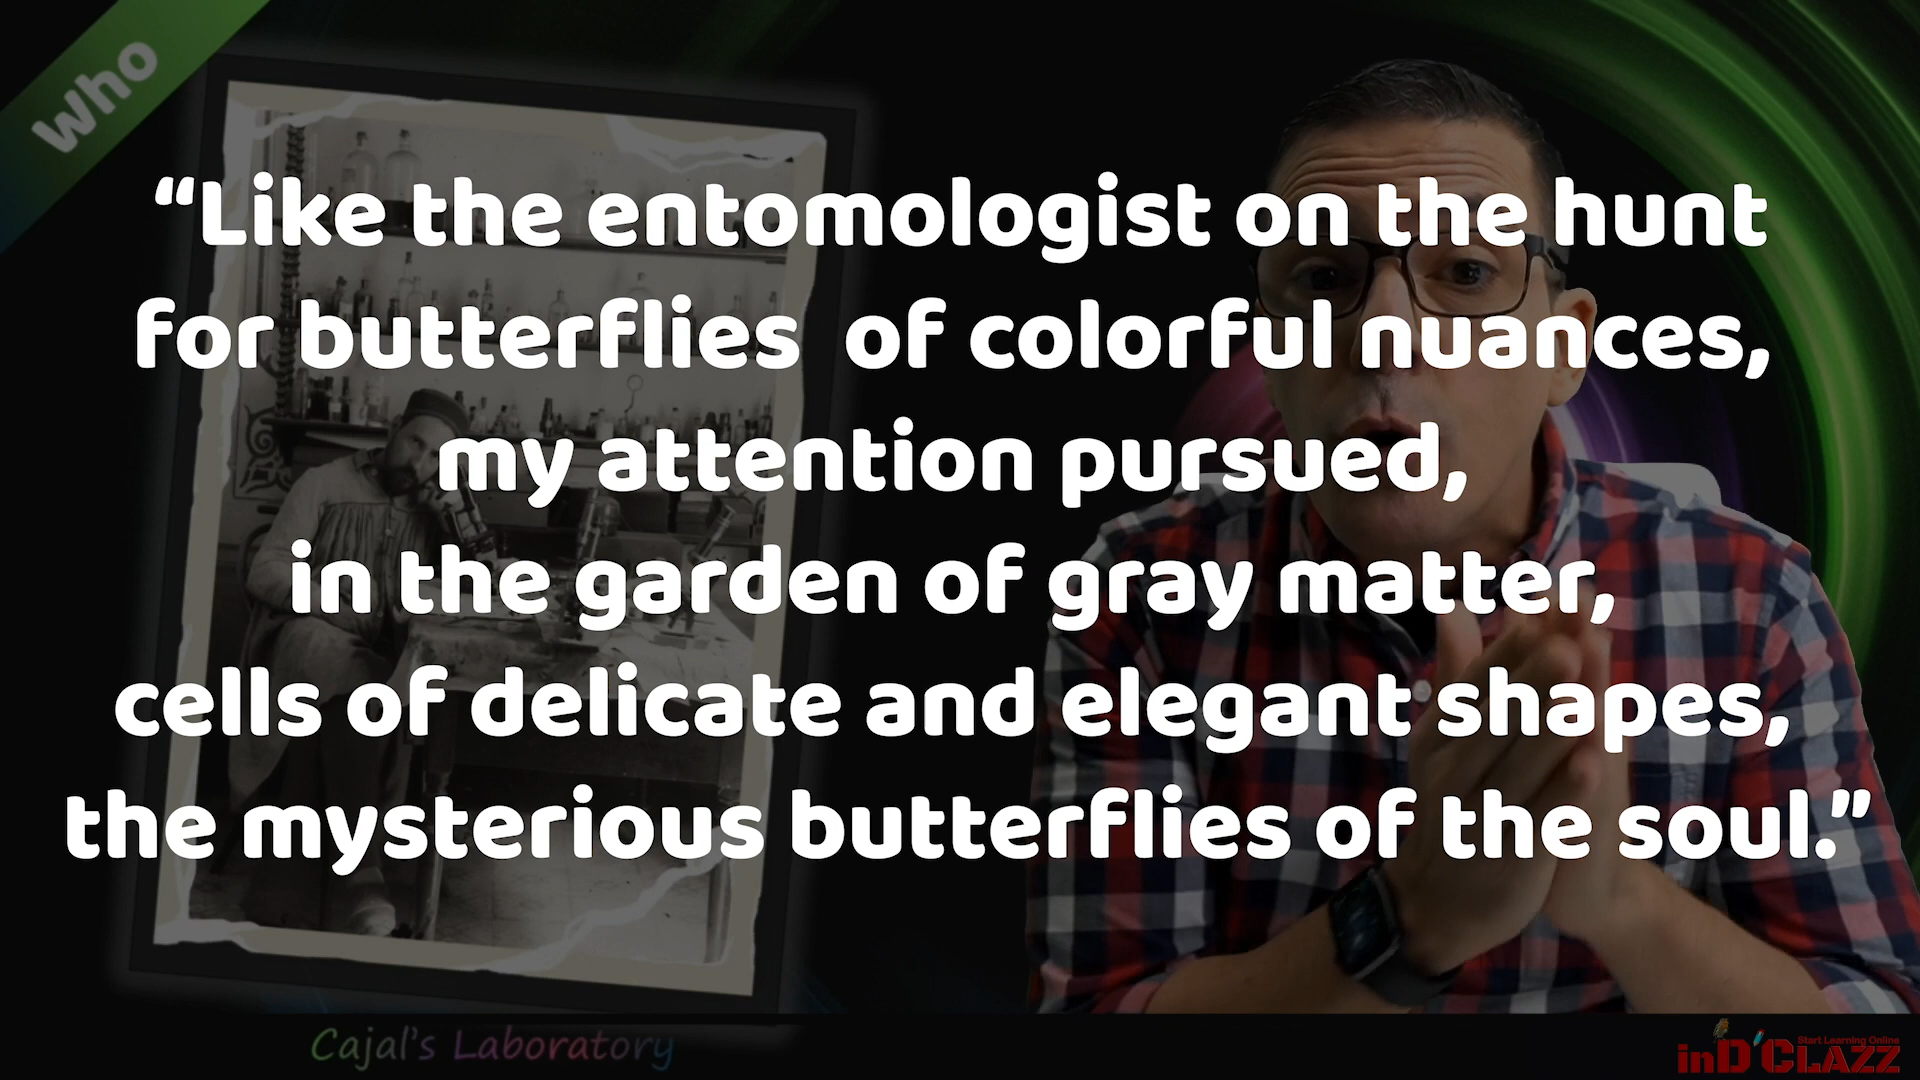 Who
“Like the entomologist on the hunt
for butterflies of colorful nuances,
my attention pursued,
in the garden of gray matter,
cells of delicate and elegant shapes,
the mysterious butterflies of the soul.”
Cajal's Laboratory
Start Learning Online
inD'CLAZZ